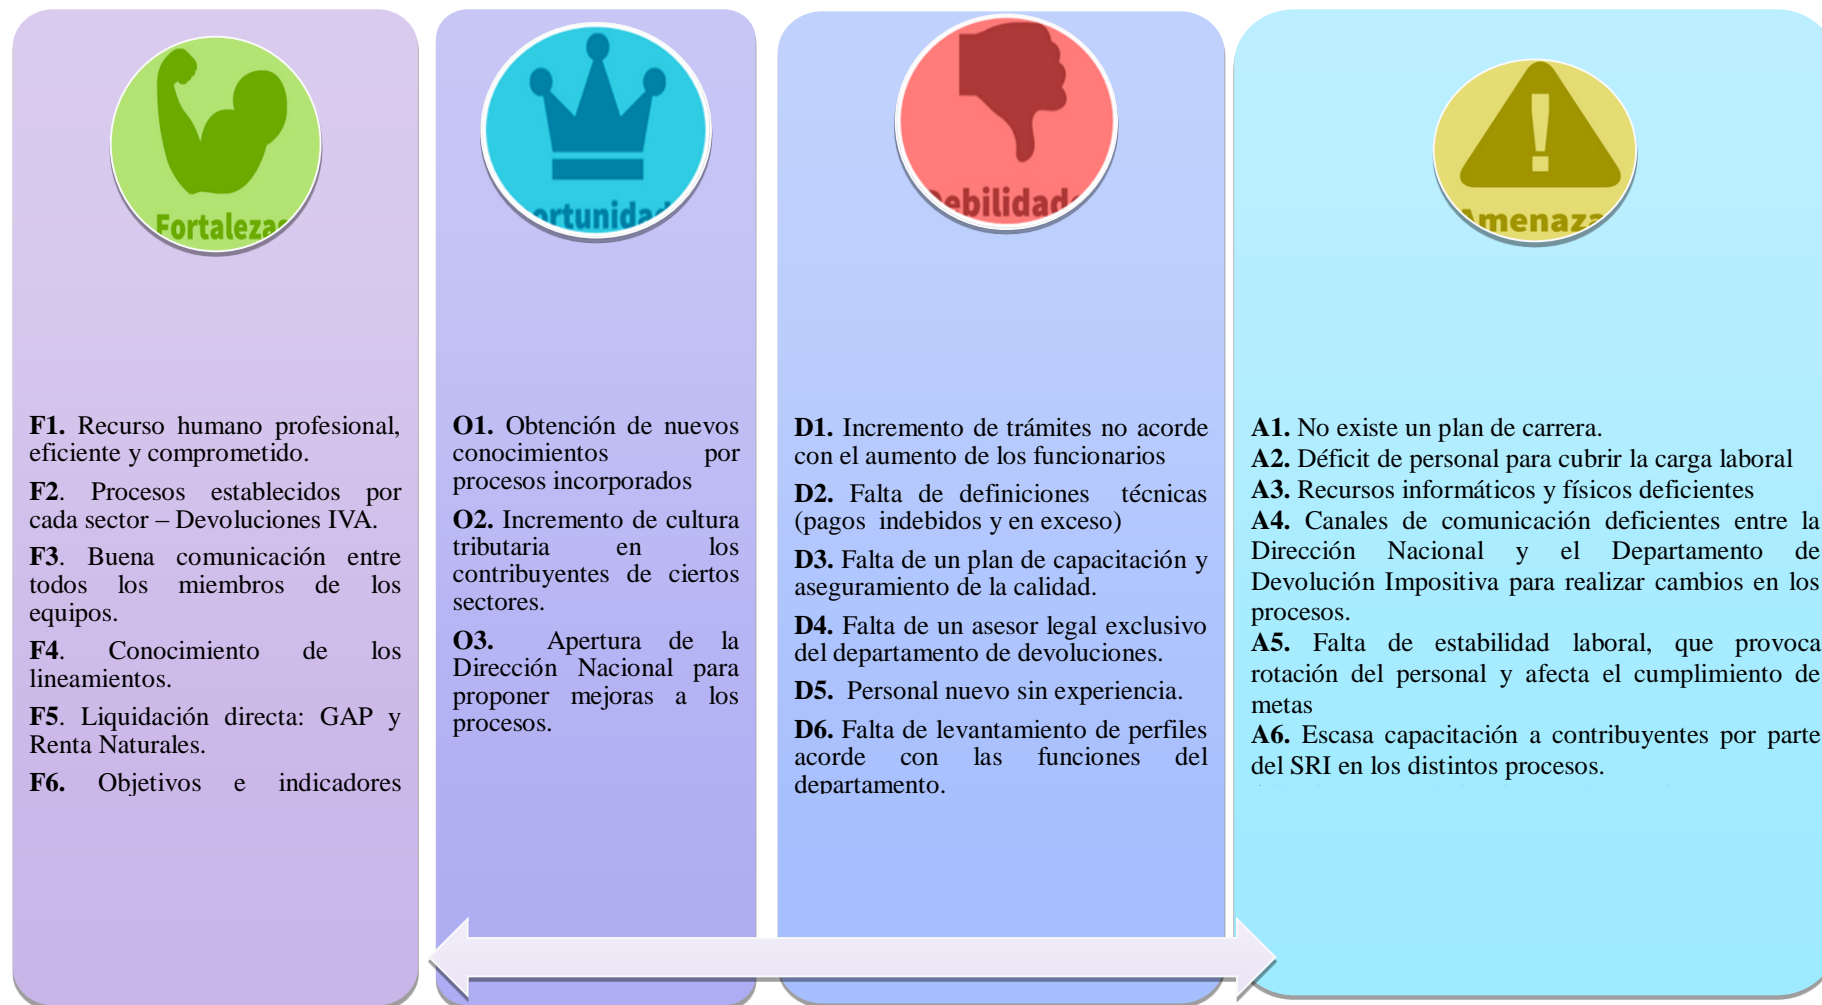 Fortalezas
F1. Recurso humano profesional,
eficiente y comprometido.
F2. Procesos establecidos por
cada sector – Devoluciones IVA.
F3. Buena comunicación entre
todos los miembros de los
equipos.
F4. Conocimiento de los
lineamientos.
F5. Liquidación directa: GAP y
Renta Naturales.
F6. Objetivos e indicadores
ortunidad
O1. Obtención de nuevos
conocimientos por
procesos incorporados
O2. Incremento de cultura
tributaria en los
contribuyentes de ciertos
sectores.
O3. Apertura de la
Dirección Nacional para
proponer mejoras a los
procesos.
Debilidade
D1. Incremento de trámites no acorde
con el aumento de los funcionarios
D2. Falta de definiciones técnicas
(pagos indebidos y en exceso)
D3. Falta de un plan de capacitación y
aseguramiento de la calidad.
D4. Falta de un asesor legal exclusivo
del departamento de devoluciones.
D5. Personal nuevo sin experiencia.
D6. Falta de levantamiento de perfiles
acorde con las funciones del
departamento.
Amenaza
A1. No existe un plan de carrera.
A2. Déficit de personal para cubrir la carga laboral
A3. Recursos informáticos y físicos deficientes
A4. Canales de comunicación deficientes entre la
Dirección Nacional y el Departamento de
Devolución Impositiva para realizar cambios en los
procesos.
A5. Falta de estabilidad laboral, que provoca
rotación del personal y afecta el cumplimiento de
metas
A6. Escasa capacitación a contribuyentes por parte
del SRI en los distintos procesos.